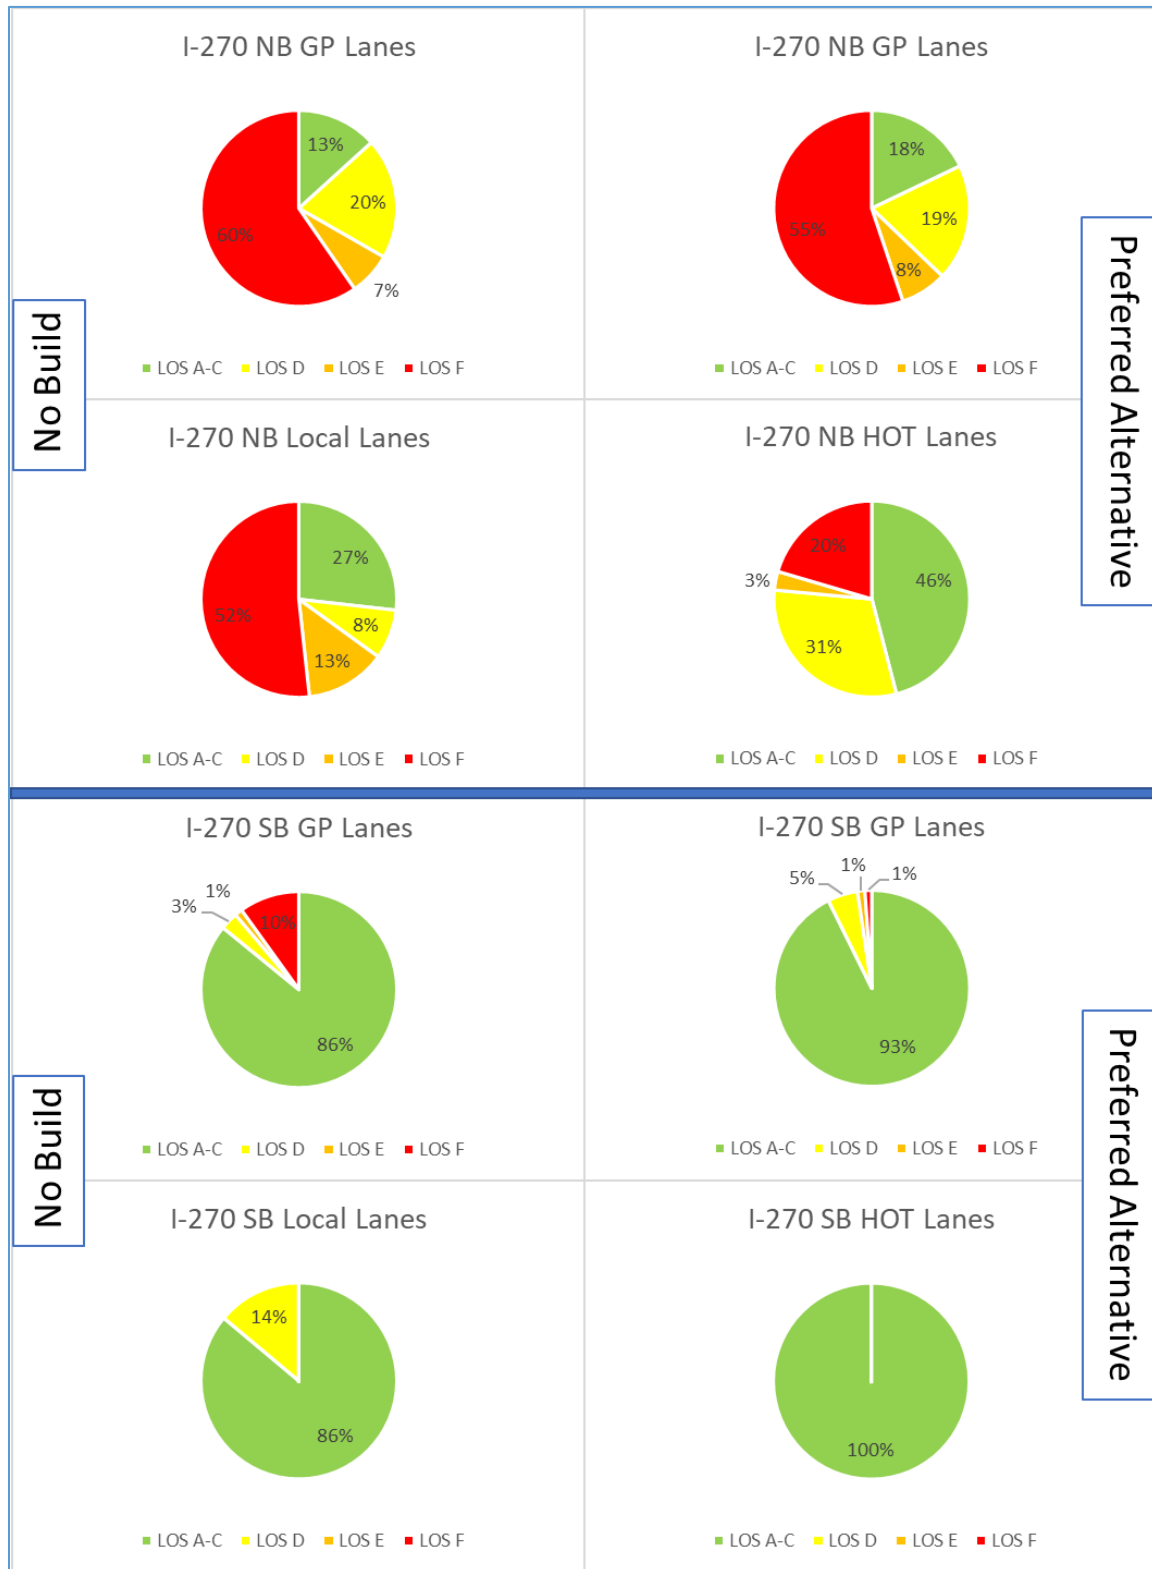 I-270 NB GP Lanes
13%
20%
7%
60%
LOS A-C LOS D LOS E LOS F
I-270 NB GP Lanes
18%
19%
8%
55%
LOS A-C LOS D LOS E LOS F
No Build
Preferred Alternative
I-270 NB Local Lanes
27%
8%
13%
52%
LOS A-C LOS D LOS E LOS F
I-270 NB HOT Lanes
46%
31%
3%
20%
LOS A-C LOS D LOS E LOS F
I-270 SB GP Lanes
86%
3%
1%
10%
LOS A-C LOS D LOS E LOS F
I-270 SB GP Lanes
93%
5%
1%
1%
LOS A-C LOS D LOS E LOS F
No Build
Preferred Alternative
I-270 SB Local Lanes
14%
86%
LOS A-C LOS D LOS E LOS F
I-270 SB HOT Lanes
100%
LOS A-C LOS D LOS E LOS F